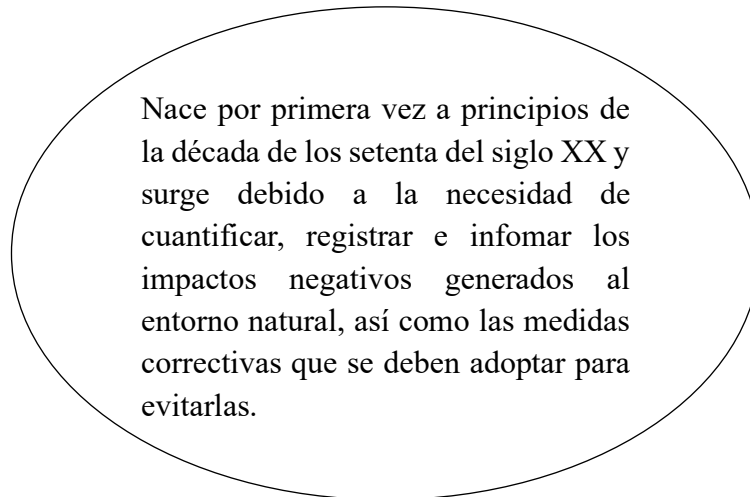 Nace por primera vez a principios de
la década de los setenta del siglo XX y
surge debido a la necesidad de
cuantificar, registrar e infomar los
impactos negativos generados al
entorno natural, así como las medidas
correctivas que se deben adoptar para
evitarlas.